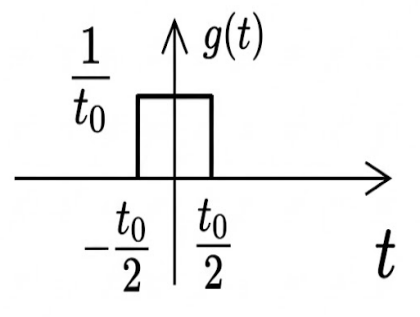 g(t)
1/t₀
-t₀/2
t₀/2
t